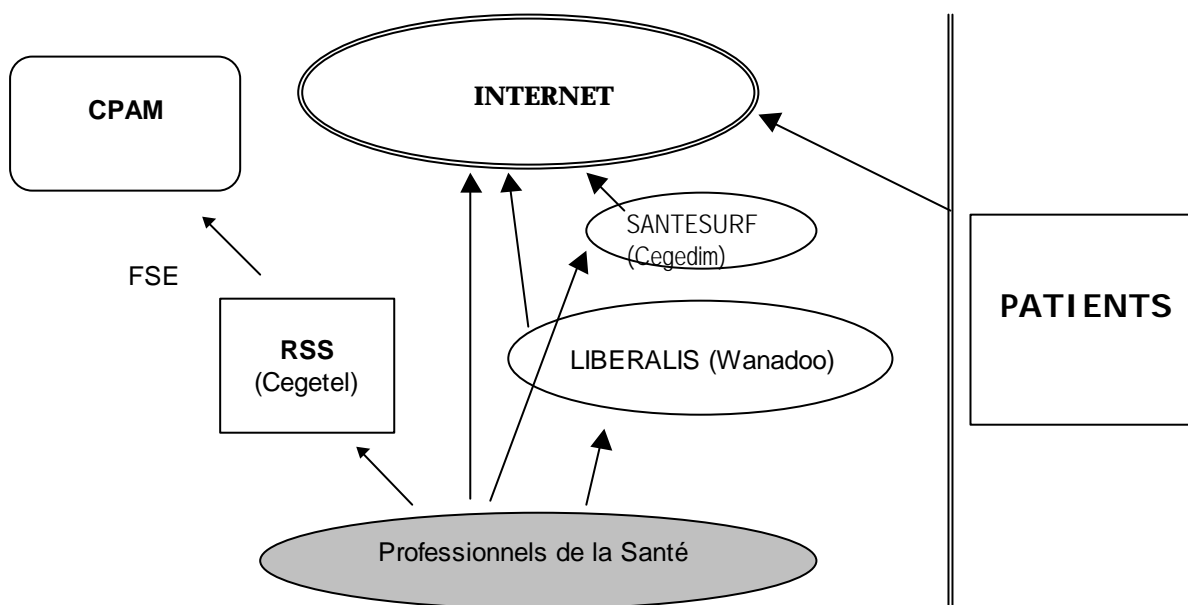 CPAM
INTERNET
SANTESURF
(Cegedim)
FSE
PATIENTS
RSS
(Cegetel)
LIBERALIS (Wanadoo)
Professionnels de la Santé